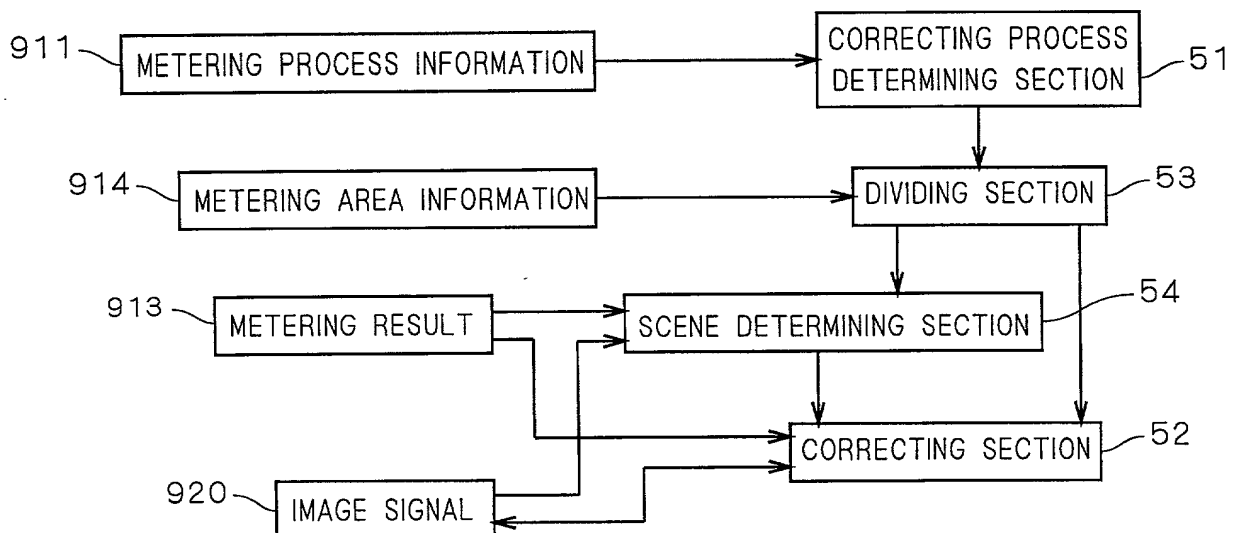 911
METERING PROCESS INFORMATION
CORRECTING PROCESS
DETERMINING SECTION
51
914
METERING AREA INFORMATION
DIVIDING SECTION
53
913
METERING RESULT
SCENE DETERMINING SECTION
54
CORRECTING SECTION
52
920
IMAGE SIGNAL